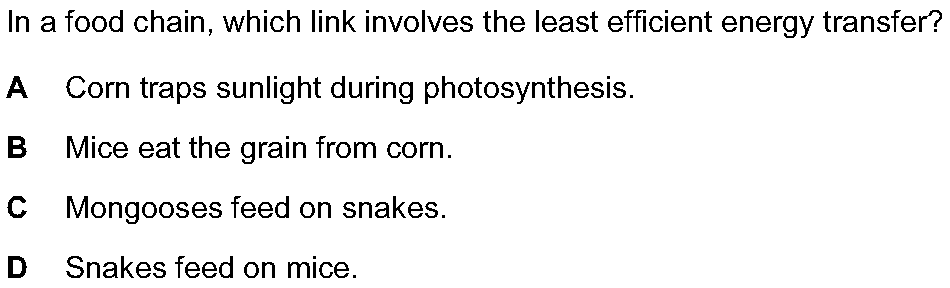 In a food chain, which link involves the least efficient energy transfer?
A Corn traps sunlight during photosynthesis.
B Mice eat the grain from corn.
C Mongooses feed on snakes.
D Snakes feed on mice.